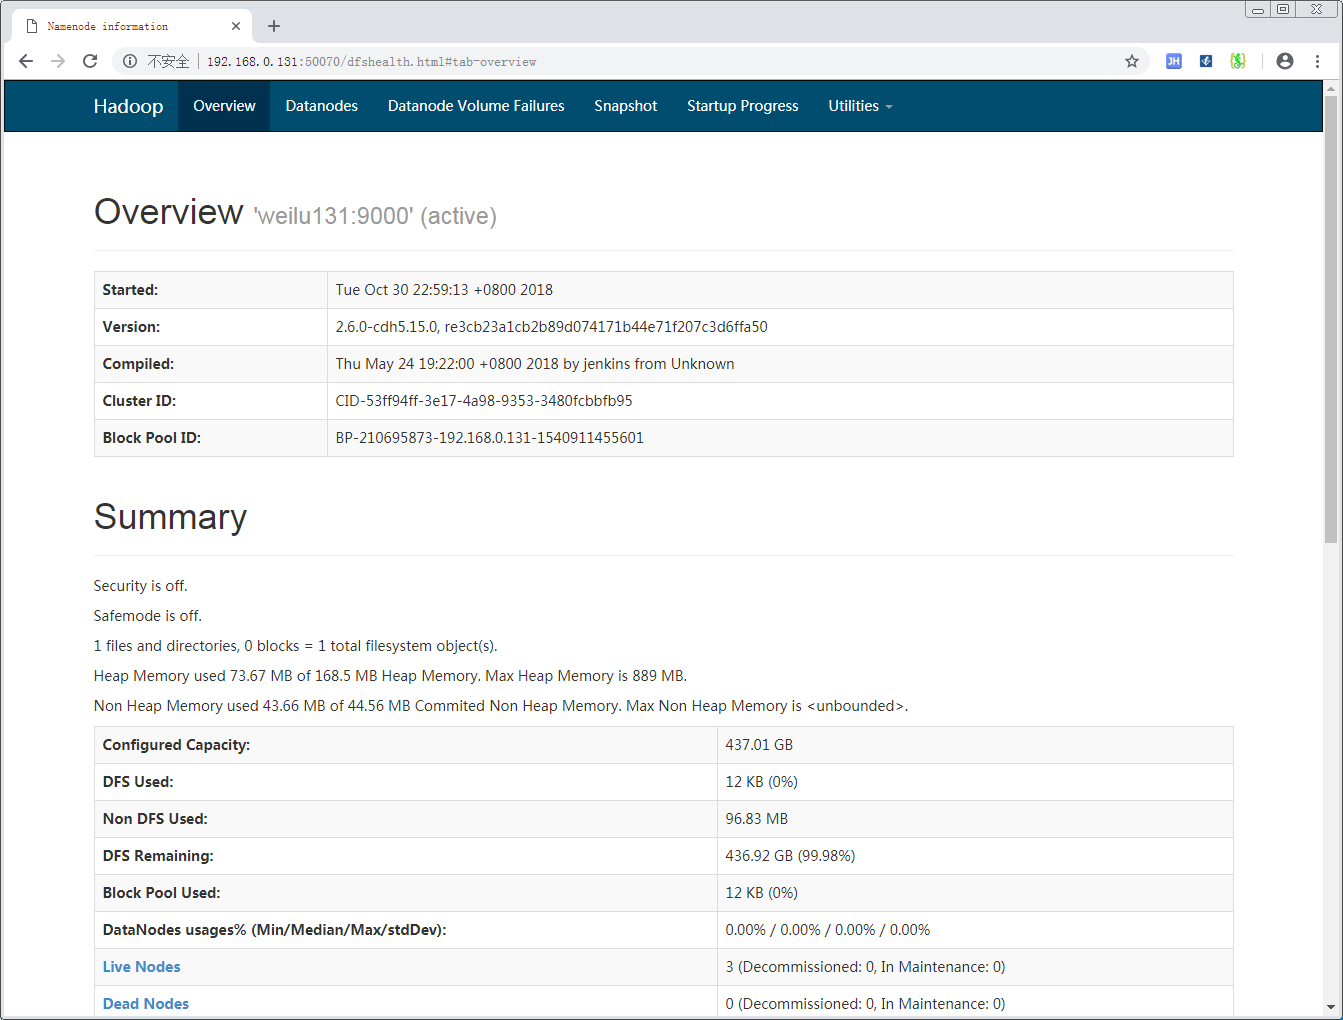 Namenode information
不安全 192.168.0.131:50070/dfshealth.html#tab-overview
JH
Hadoop Overview Datanodes Datanode Volume Failures Snapshot Startup Progress Utilities
Overview 'weilu131:9000' (active)
Started: Tue Oct 30 22:59:13 +0800 2018
Version: 2.6.0-cdh5.15.0, re3cb23a1cb2b89d074171b44e71f207c3d6ffa50
Compiled: Thu May 24 19:22:00 +0800 2018 by jenkins from Unknown
Cluster ID: CID-53ff94ff-3e17-4a98-9353-3480fcbbfb95
Block Pool ID: BP-210695873-192.168.0.131-1540911455601
Summary
Security is off.
Safemode is off.
1 files and directories, 0 blocks = 1 total filesystem object(s).
Heap Memory used 73.67 MB of 168.5 MB Heap Memory. Max Heap Memory is 889 MB.
Non Heap Memory used 43.66 MB of 44.56 MB Commited Non Heap Memory. Max Non Heap Memory is <unbounded>.
Configured Capacity: 437.01 GB
DFS Used: 12 KB (0%)
Non DFS Used: 96.83 MB
DFS Remaining: 436.92 GB (99.98%)
Block Pool Used: 12 KB (0%)
DataNodes usages% (Min/Median/Max/stdDev): 0.00% / 0.00% / 0.00% / 0.00%
Live Nodes 3 (Decommissioned: 0, In Maintenance: 0)
Dead Nodes 0 (Decommissioned: 0, In Maintenance: 0)